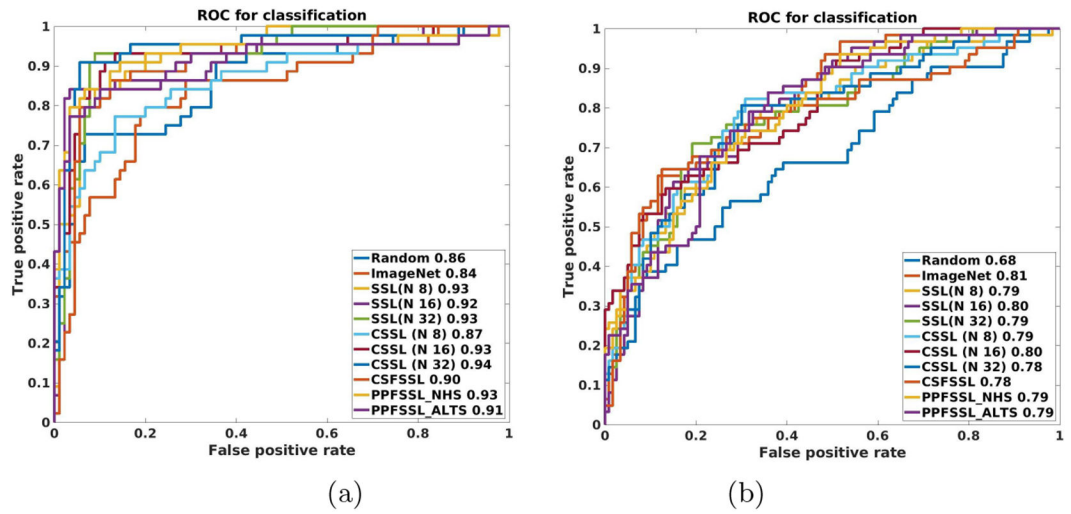 ROC for classification
True positive rate
1
0.9
0.8
0.7
0.6
0.5
0.4
0.3
0.2
0.1
0
Random 0.86
ImageNet 0.84
SSL(N 8) 0.93
SSL(N 16) 0.92
SSL(N 32) 0.93
CSSL (N 8) 0.87
CSSL (N 16) 0.93
CSSL (N 32) 0.94
CSFSSL 0.90
PPFSSL_NHS 0.93
PPFSSL_ALTS 0.91
0 0.2 0.4 0.6 0.8 1
False positive rate
(a)
ROC for classification
True positive rate
1
0.9
0.8
0.7
0.6
0.5
0.4
0.3
0.2
0.1
0
Random 0.68
ImageNet 0.81
SSL(N 8) 0.79
SSL(N 16) 0.80
SSL(N 32) 0.79
CSSL (N 8) 0.79
CSSL (N 16) 0.80
CSSL (N 32) 0.78
CSFSSL 0.78
PPFSSL_NHS 0.79
PPFSSL_ALTS 0.79
0 0.2 0.4 0.6 0.8 1
False positive rate
(b)